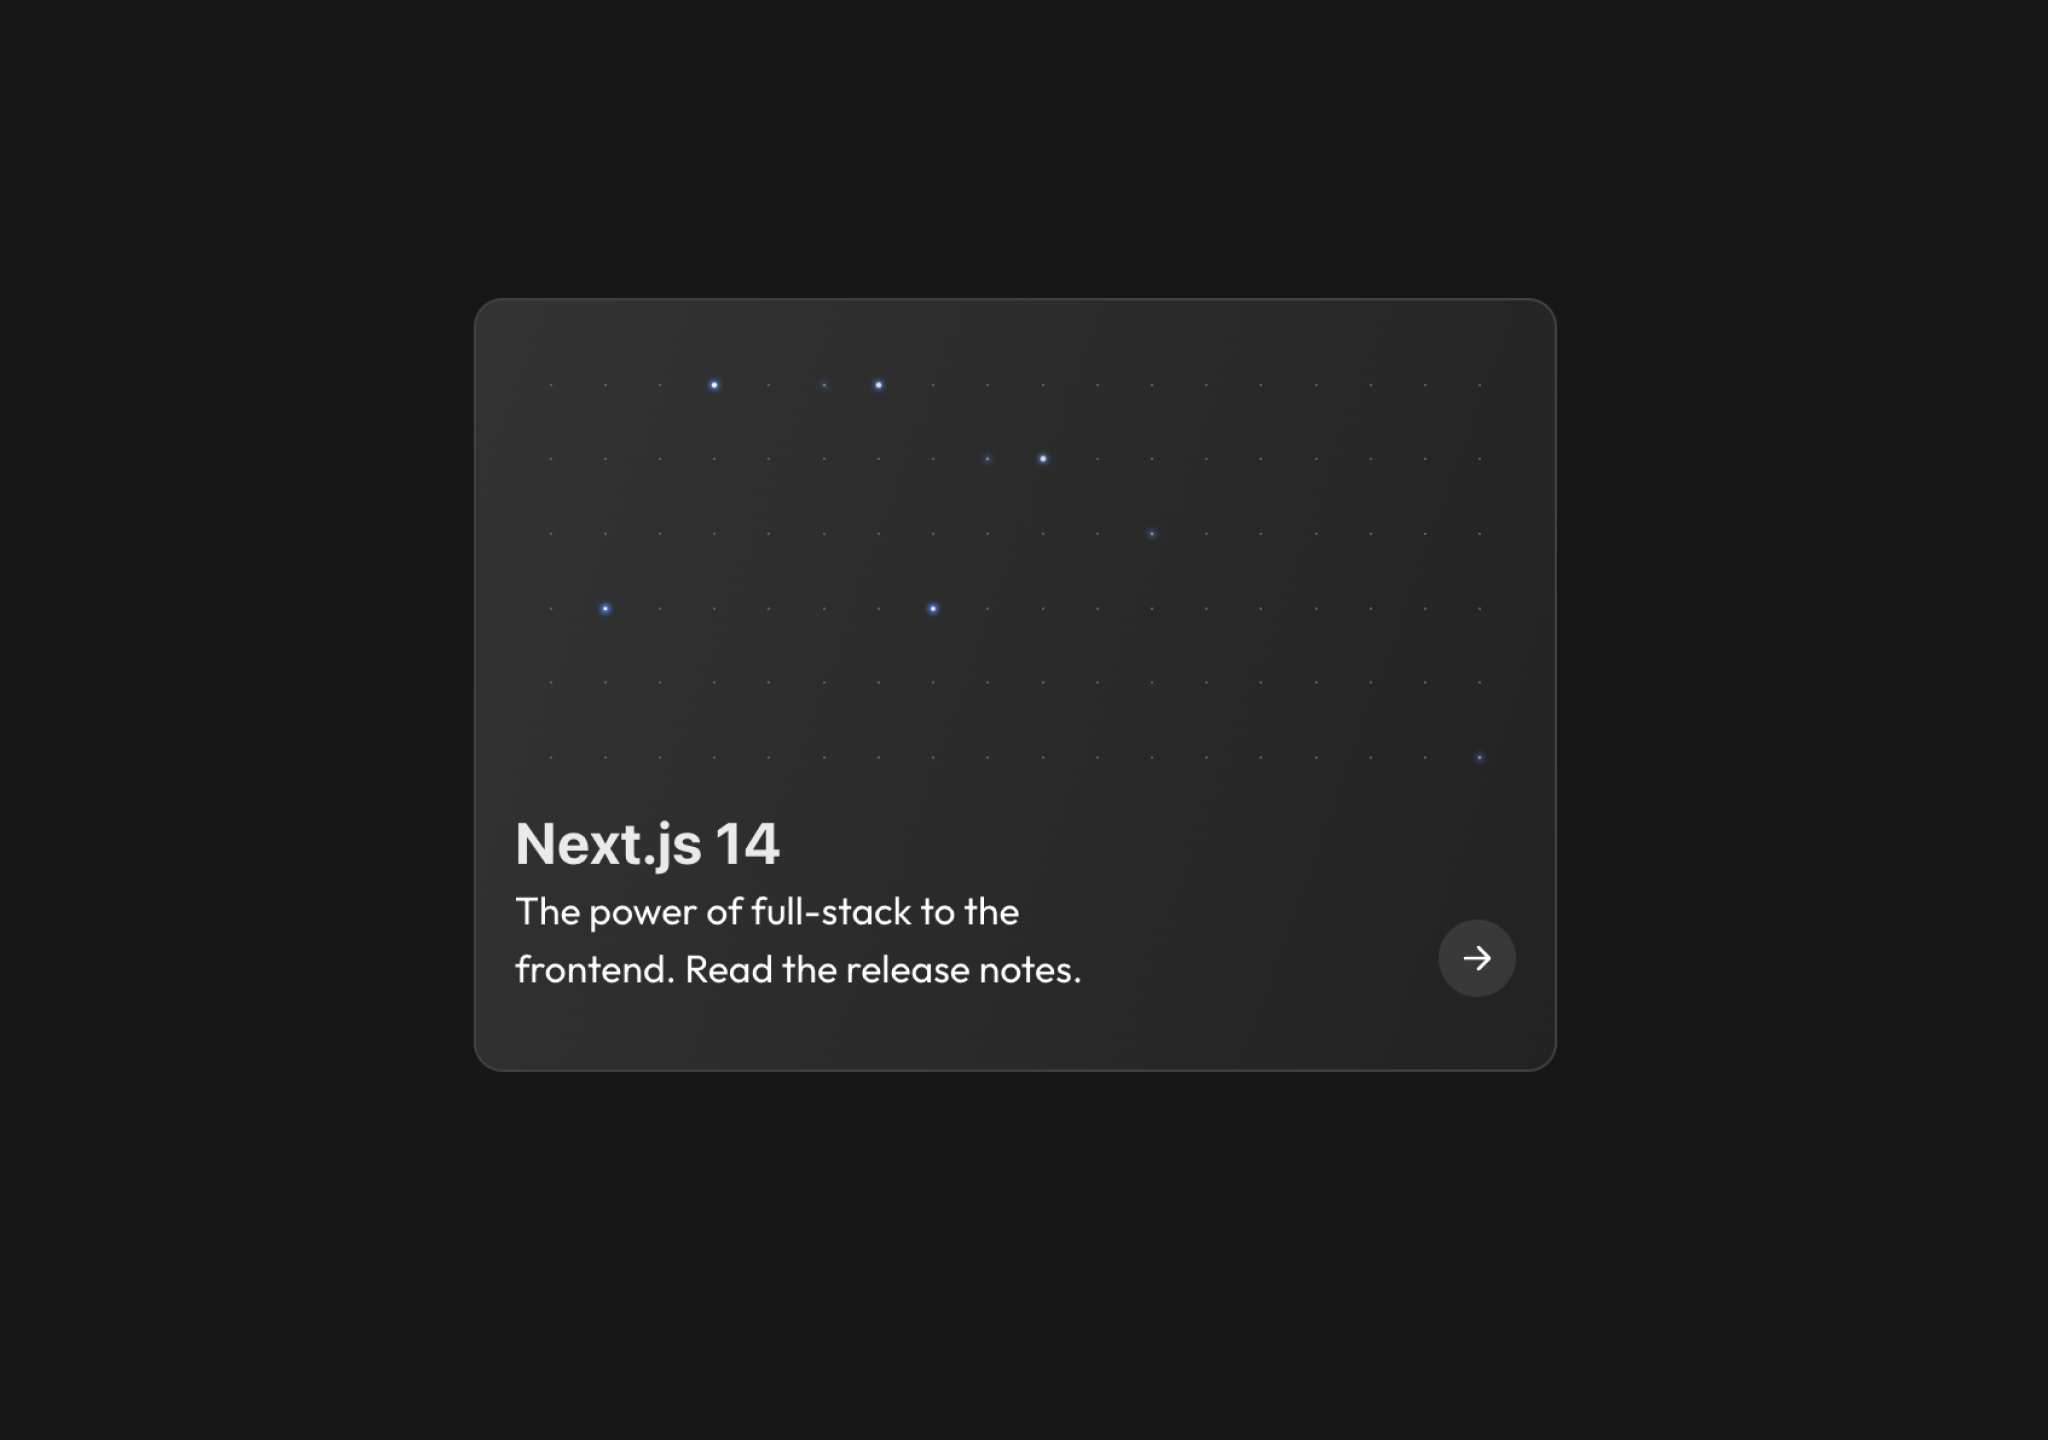 Next.js 14
The power of full-stack to the
frontend. Read the release notes.